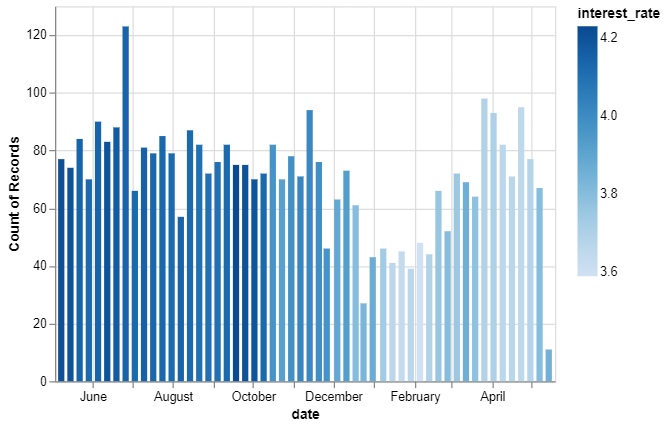 interest_rate
4.2
4.0
3.8
3.6
Count of Records
120
100
80
60
40
20
0
June August October December February April
date